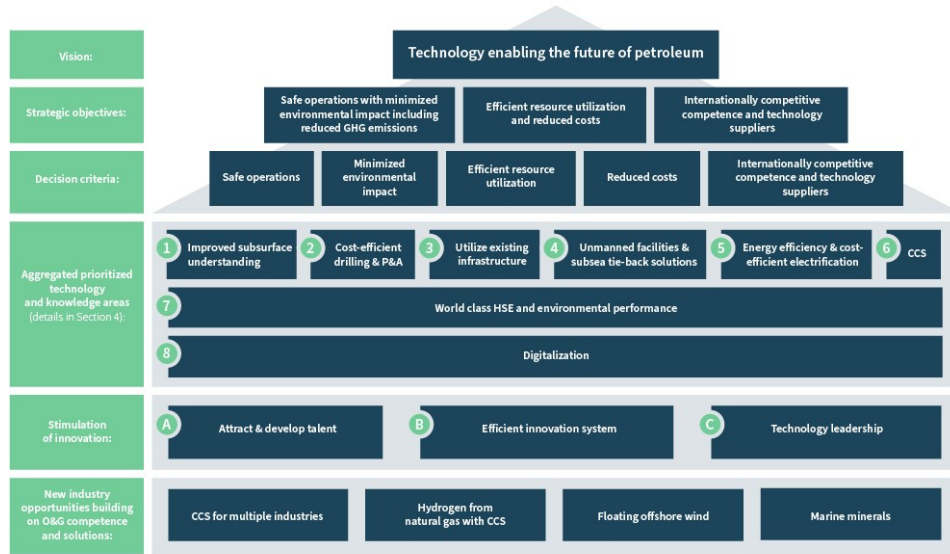 Vision:
Technology enabling the future of petroleum
Strategic objectives:
Safe operations with minimized
environmental impact including
reduced GHG emissions
Efficient resource utilization
and reduced costs
Internationally competitive
competence and technology
suppliers
Decision criteria:
Safe operations
Minimized
environmental
impact
Efficient resource
utilization
Reduced costs
Internationally competitive
competence and technology
suppliers
Aggregated prioritized
technology
and knowledge areas
(details in Section 4):
1
Improved subsurface
understanding
2
Cost-efficient
drilling & P&A
3
Utilize existing
infrastructure
4
Unmanned facilities &
subsea tie-back solutions
5
Energy efficiency & cost-
efficient electrification
6
CCS
7
World class HSE and environmental performance
8
Digitalization
Stimulation
of innovation:
A
Attract & develop talent
B
Efficient innovation system
C
Technology leadership
New industry
opportunities building
on O&G competence
and solutions:
CCS for multiple industries
Hydrogen from
natural gas with CCS
Floating offshore wind
Marine minerals